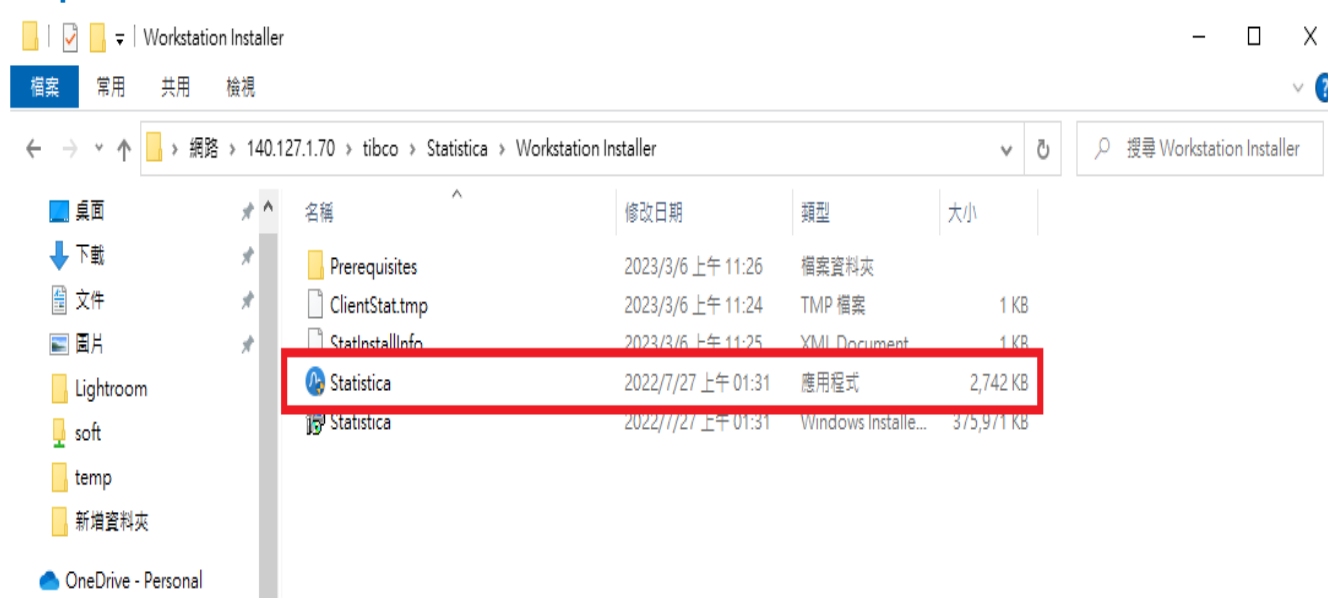 Workstation Installer
檔案 常用 共用 檢視
網路 › 140.127.1.70 › tibco › Statistica › Workstation Installer
搜尋 Workstation Installer
桌面
下載
文件
圖片
Lightroom
soft
temp
新增資料夾
OneDrive - Personal
名稱 修改日期 類型 大小
Prerequisites 2023/3/6 上午 11:26 檔案資料夾
ClientStat.tmp 2023/3/6 上午 11:24 TMP 檔案 1 KB
StatInstallInfo 2023/3/6 上午 11:25 XML Document 1 KB
Statistica 2022/7/27 上午 01:31 應用程式 2,742 KB
Statistica 2022/7/27 上午 01:31 Windows Installe... 375,971 KB